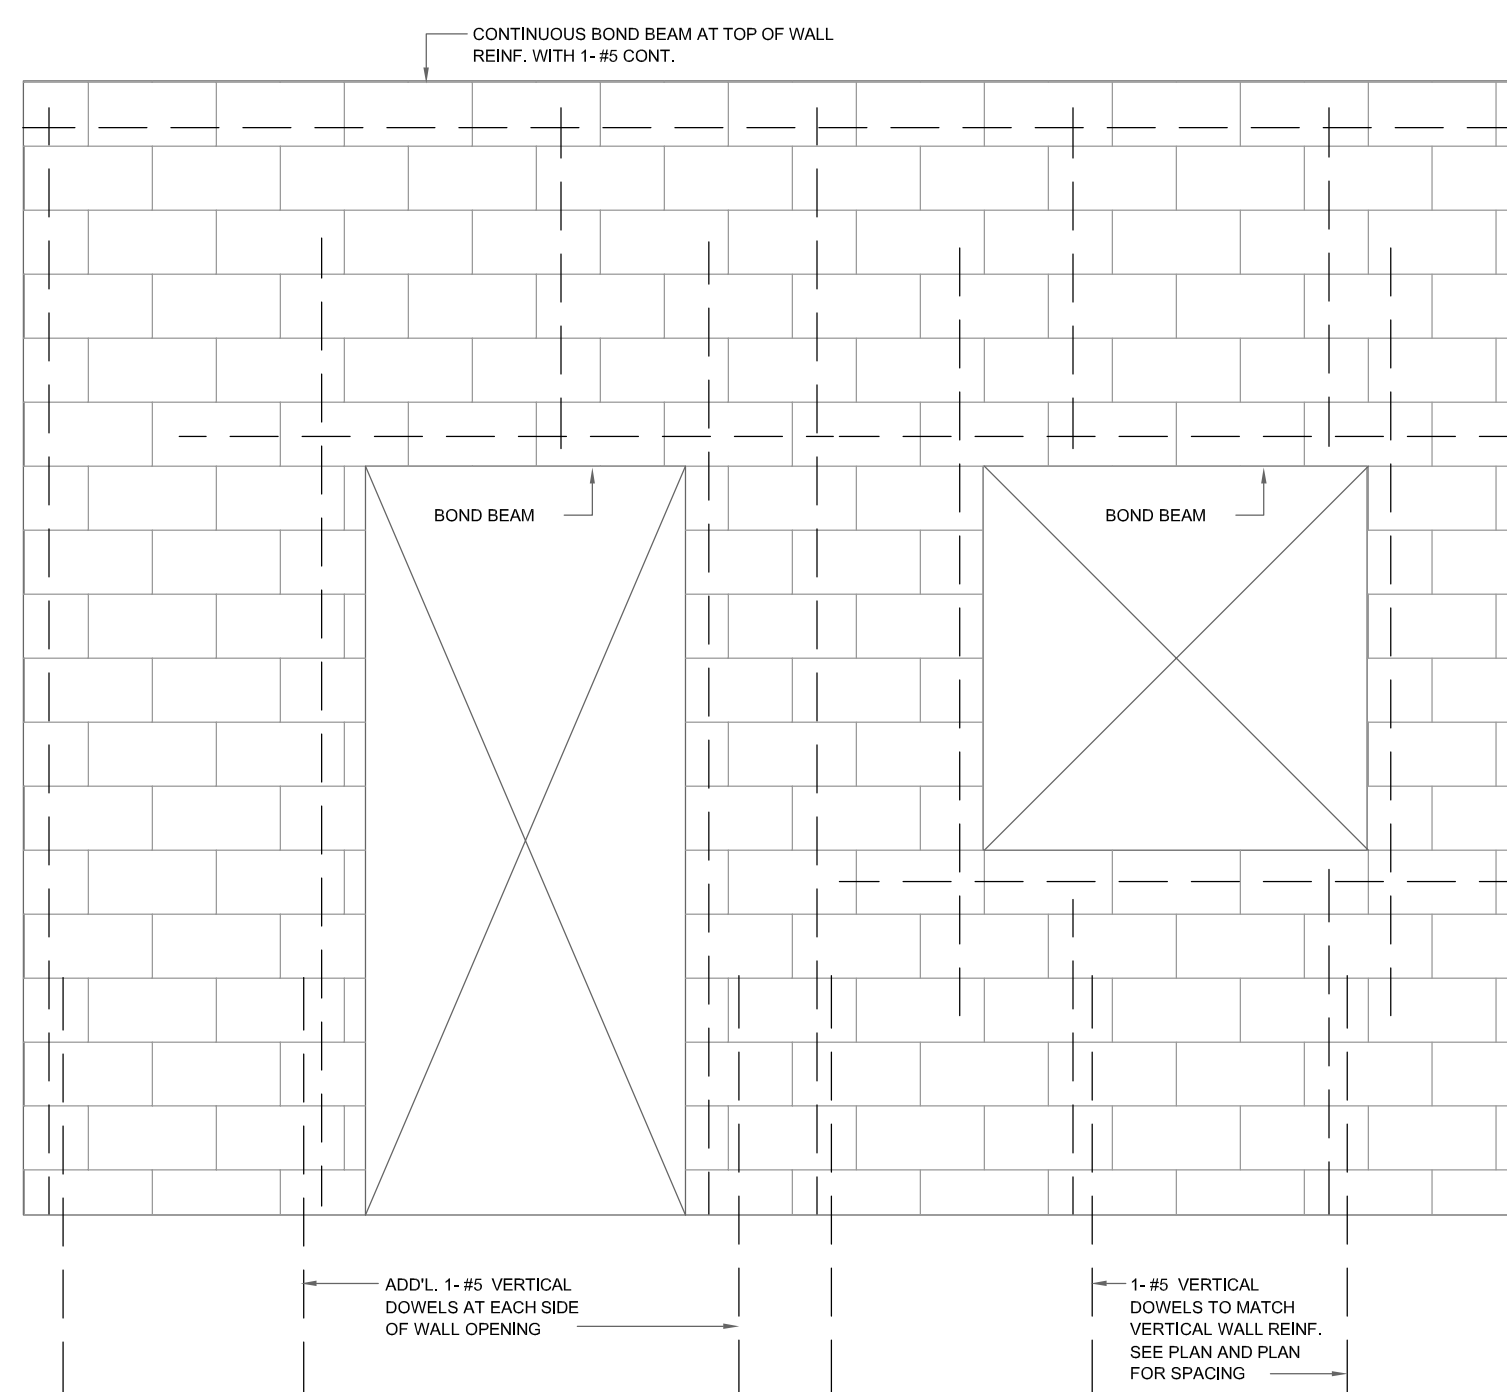 CONTINUOUS BOND BEAM AT TOP OF WALL
REINF. WITH 1- #5 CONT.
BOND BEAM
BOND BEAM
ADD'L. 1- #5 VERTICAL
DOWELS AT EACH SIDE
OF WALL OPENING
1- #5 VERTICAL
DOWELS TO MATCH
VERTICAL WALL REINF.
SEE PLAN AND PLAN
FOR SPACING